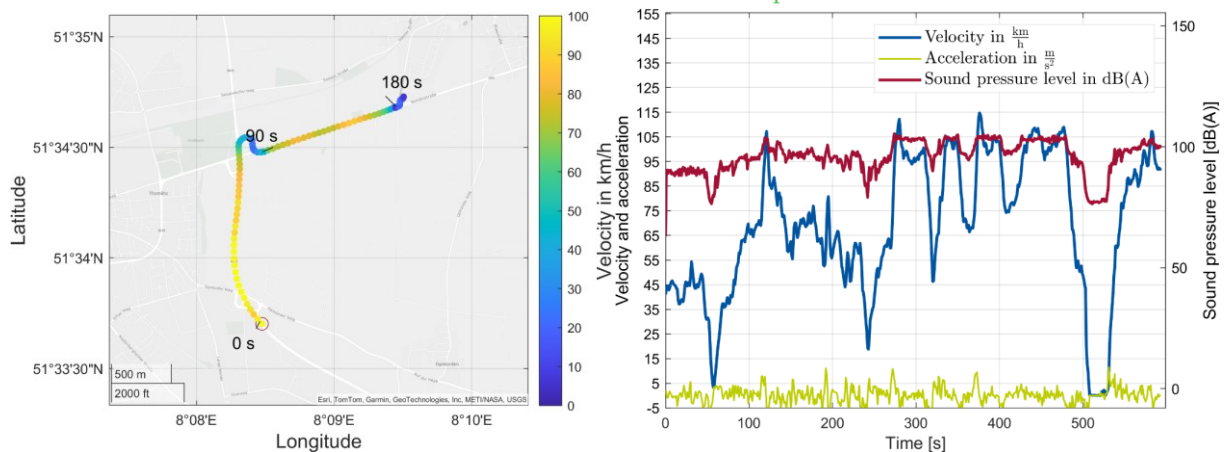 51°35'N
51°34'30"N
51°34'N
51°33'30"N
Latitude
8°08'E
8°09'E
8°10'E
Longitude
180 s
90 s
0 s
500 m
2000 ft
Esri, TomTom, Garmin, GeoTechnologies, Inc, METI/NASA, USGS
100
90
80
70
60
50
40
30
20
10
0
Velocity in km/h
Velocity and acceleration
155
145
135
125
115
105
95
85
75
65
55
45
35
25
15
5
-5
0
100
200
300
400
500
Time [s]
Velocity in km/h
Acceleration in m/s²
Sound pressure level in dB(A)
150
100
50
0
Sound pressure level [dB(A)]